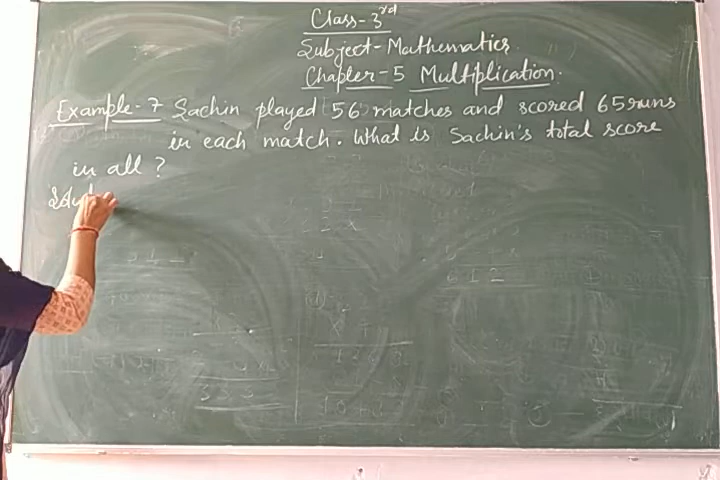 Class-3rd
Subject-Mathematics
Chapter-5 Multiplication.
Example-7 Sachin played 56 matches and scored 65 runs
in each match. What is Sachin's total score
in all ?